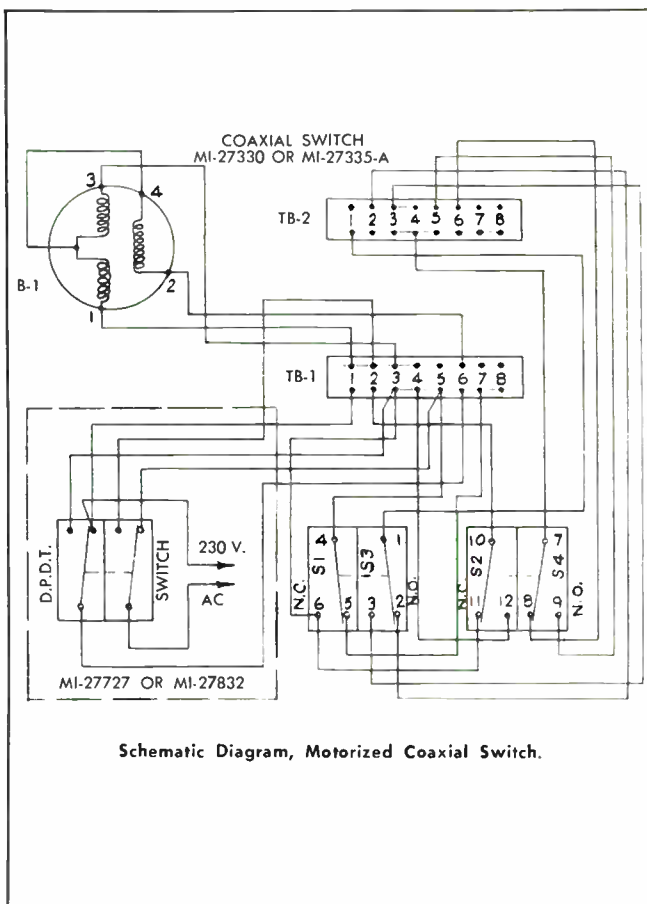 COAXIAL SWITCH
MI-27330 OR MI-27335-A
3
4
TB-2
1 2 3 4 5 6 7 8
B-1
2
1
TB-1
1 2 3 4 5 6 7 8
D.P.D.T.
SWITCH
230 V.
AC
N.C.
4
S1
6
5
1
S3
3
2
N.O.
N.C.
10
S2
11
12
7
S4
8
9
N.O.
MI-27727 OR MI-27832
Schematic Diagram, Motorized Coaxial Switch.